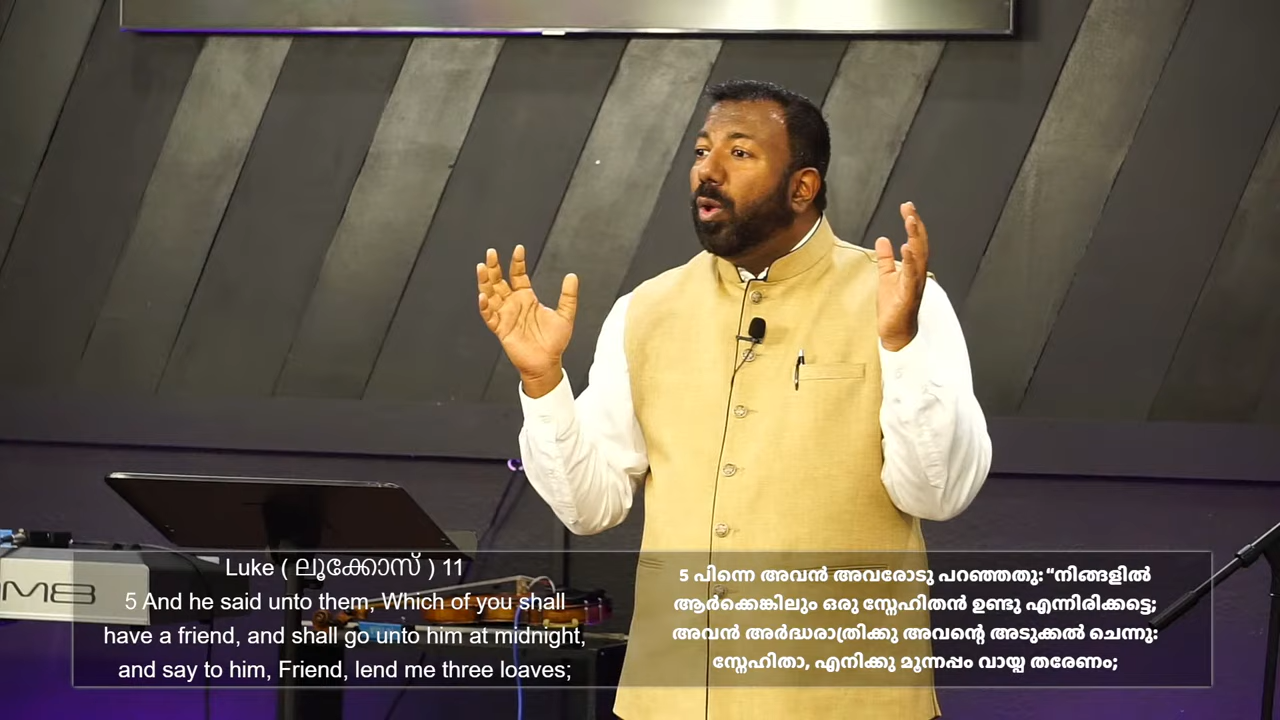 M8
Luke ( ലൂക്കോസ് ) 11
5 And he said unto them, Which of you shall
have a friend, and shall go unto him at midnight,
and say to him, Friend, lend me three loaves;
5 പിന്നെ അവൻ അവരോടു പറഞ്ഞതു: “നിങ്ങളിൽ
ആർക്കെങ്കിലും ഒരു സ്നേഹിതൻ ഉണ്ടു എന്നിരിക്കട്ടെ;
അവൻ അർദ്ധരാത്രിക്കു അവന്റെ അടുക്കൽ ചെന്നു:
സ്നേഹിതാ, എനിക്കു മൂന്നപ്പം വായ്പ തരേണം;